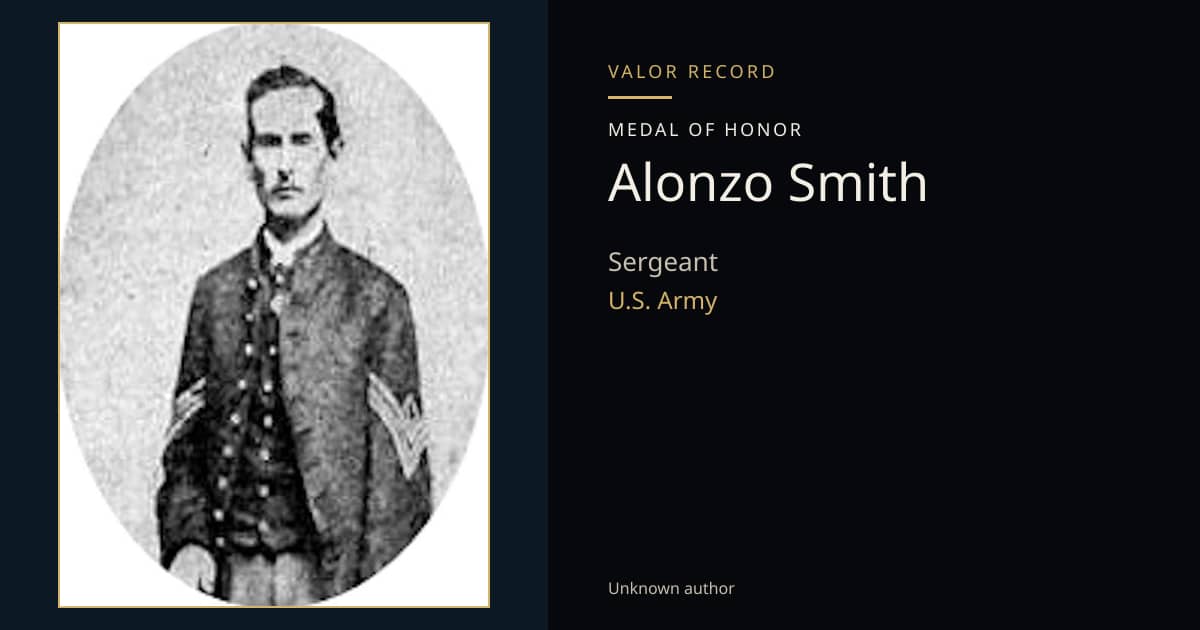 VALOR RECORD
MEDAL OF HONOR
Alonzo Smith
Sergeant
U.S. Army
Unknown author